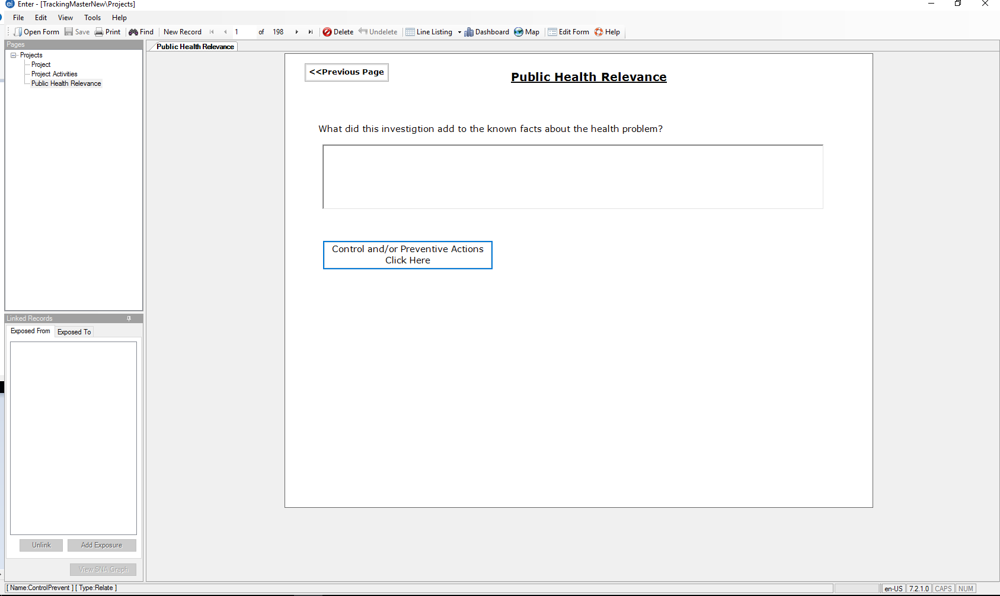 ei Enter - [TrackingMasterNew\Projects]
File Edit View Tools Help
Open Form Save Print Find New Record 1 of 198 Delete Undelete Line Listing Dashboard Map Edit Form Help
Pages
Projects
Project
Project Activities
Public Health Relevance
Public Health Relevance
<<Previous Page
Public Health Relevance
What did this investigtion add to the known facts about the health problem?
Control and/or Preventive Actions
Click Here
Linked Records
Exposed From Exposed To
Unlink Add Exposure
View SNA Graph
[ Name:ControlPrevent ] [ Type:Relate ]
en-US 7.2.1.0 CAPS NUM